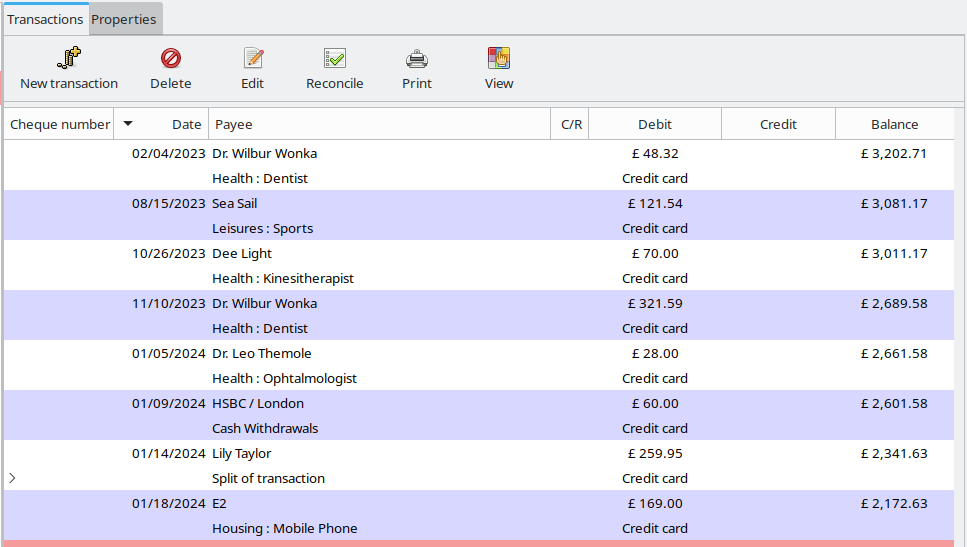 Transactions Properties
New transaction Delete Edit Reconcile Print View
Cheque number Date Payee C/R Debit Credit Balance
02/04/2023 Dr. Wilbur Wonka £ 48.32 £ 3,202.71
Health : Dentist Credit card
08/15/2023 Sea Sail £ 121.54 £ 3,081.17
Leisures : Sports Credit card
10/26/2023 Dee Light £ 70.00 £ 3,011.17
Health : Kinesitherapist Credit card
11/10/2023 Dr. Wilbur Wonka £ 321.59 £ 2,689.58
Health : Dentist Credit card
01/05/2024 Dr. Leo Themole £ 28.00 £ 2,661.58
Health : Ophtalmologist Credit card
01/09/2024 HSBC / London £ 60.00 £ 2,601.58
Cash Withdrawals Credit card
01/14/2024 Lily Taylor £ 259.95 £ 2,341.63
Split of transaction Credit card
01/18/2024 E2 £ 169.00 £ 2,172.63
Housing : Mobile Phone Credit card